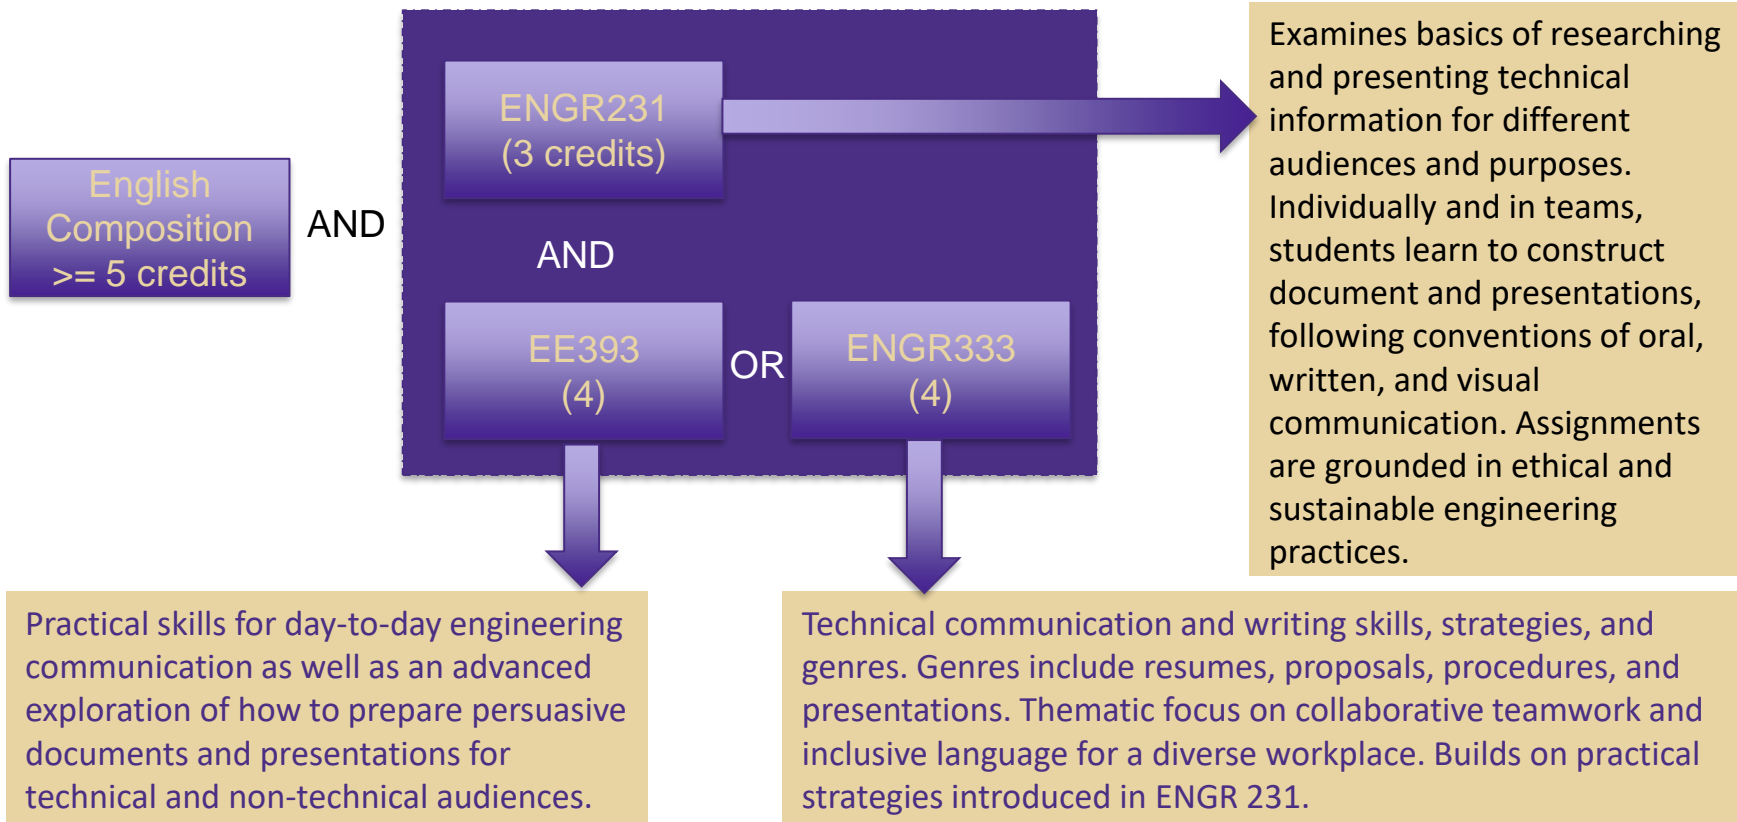 English
Composition
>= 5 credits
AND
ENGR231
(3 credits)
AND
EE393
(4)
OR
ENGR333
(4)
Examines basics of researching
and presenting technical
information for different
audiences and purposes.
Individually and in teams,
students learn to construct
document and presentations,
following conventions of oral,
written, and visual
communication. Assignments
are grounded in ethical and
sustainable engineering
practices.
Practical skills for day-to-day engineering
communication as well as an advanced
exploration of how to prepare persuasive
documents and presentations for
technical and non-technical audiences.
Technical communication and writing skills, strategies, and
genres. Genres include resumes, proposals, procedures, and
presentations. Thematic focus on collaborative teamwork and
inclusive language for a diverse workplace. Builds on practical
strategies introduced in ENGR 231.